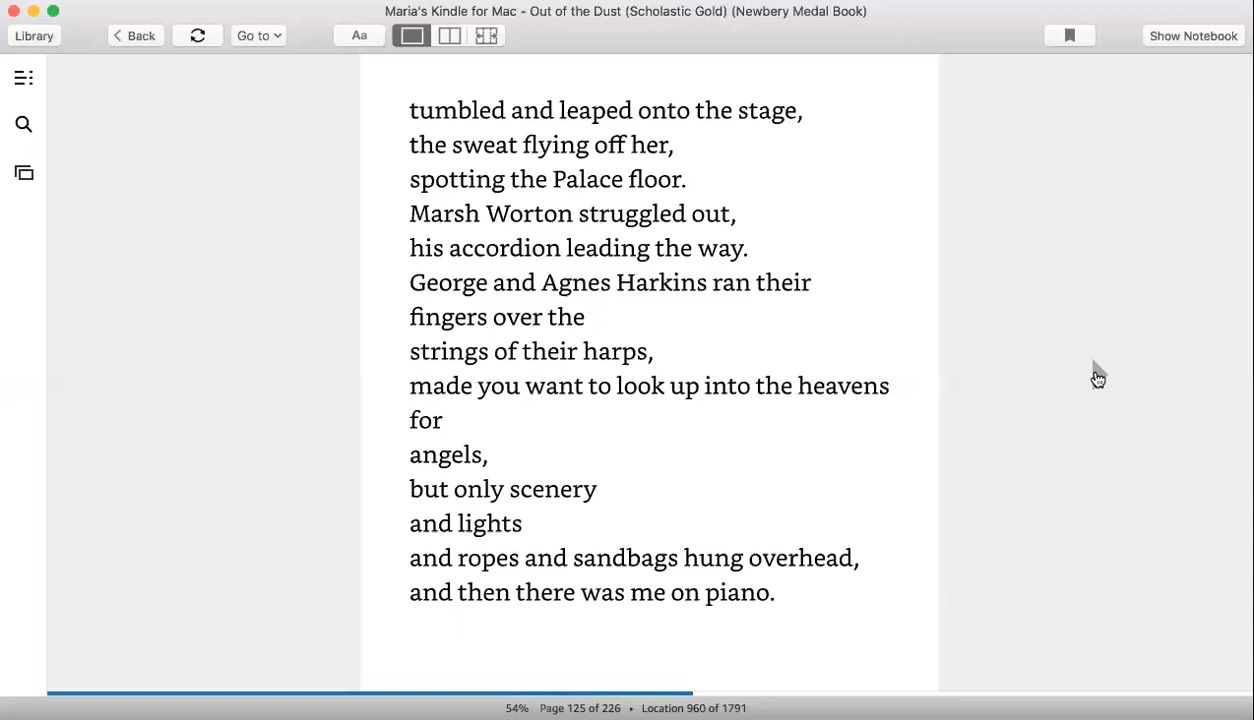 Maria's Kindle for Mac - Out of the Dust (Scholastic Gold) (Newbery Medal Book)
Library
Back
Go to
Aa
Show Notebook
tumbled and leaped onto the stage,
the sweat flying off her,
spotting the Palace floor.
Marsh Worton struggled out,
his accordion leading the way.
George and Agnes Harkins ran their
fingers over the
strings of their harps,
made you want to look up into the heavens
for
angels,
but only scenery
and lights
and ropes and sandbags hung overhead,
and then there was me on piano.
54% Page 125 of 226 • Location 960 of 1791